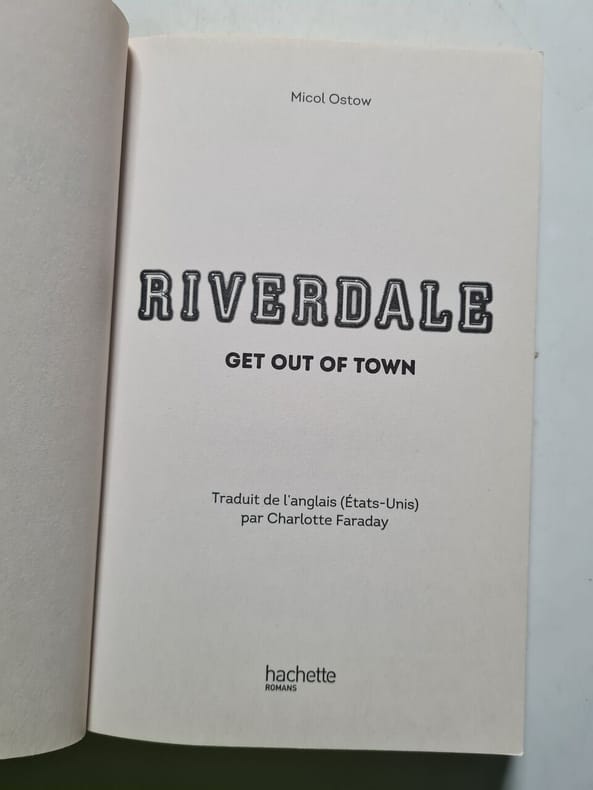 Micol Ostow
RIVERDALE
GET OUT OF TOWN
Traduit de l'anglais (États-Unis)
par Charlotte Faraday
hachette
ROMANS